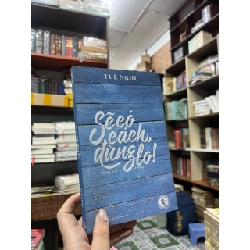 TUỆ NGHI
Sẽ có
cách,
đừng
lo!